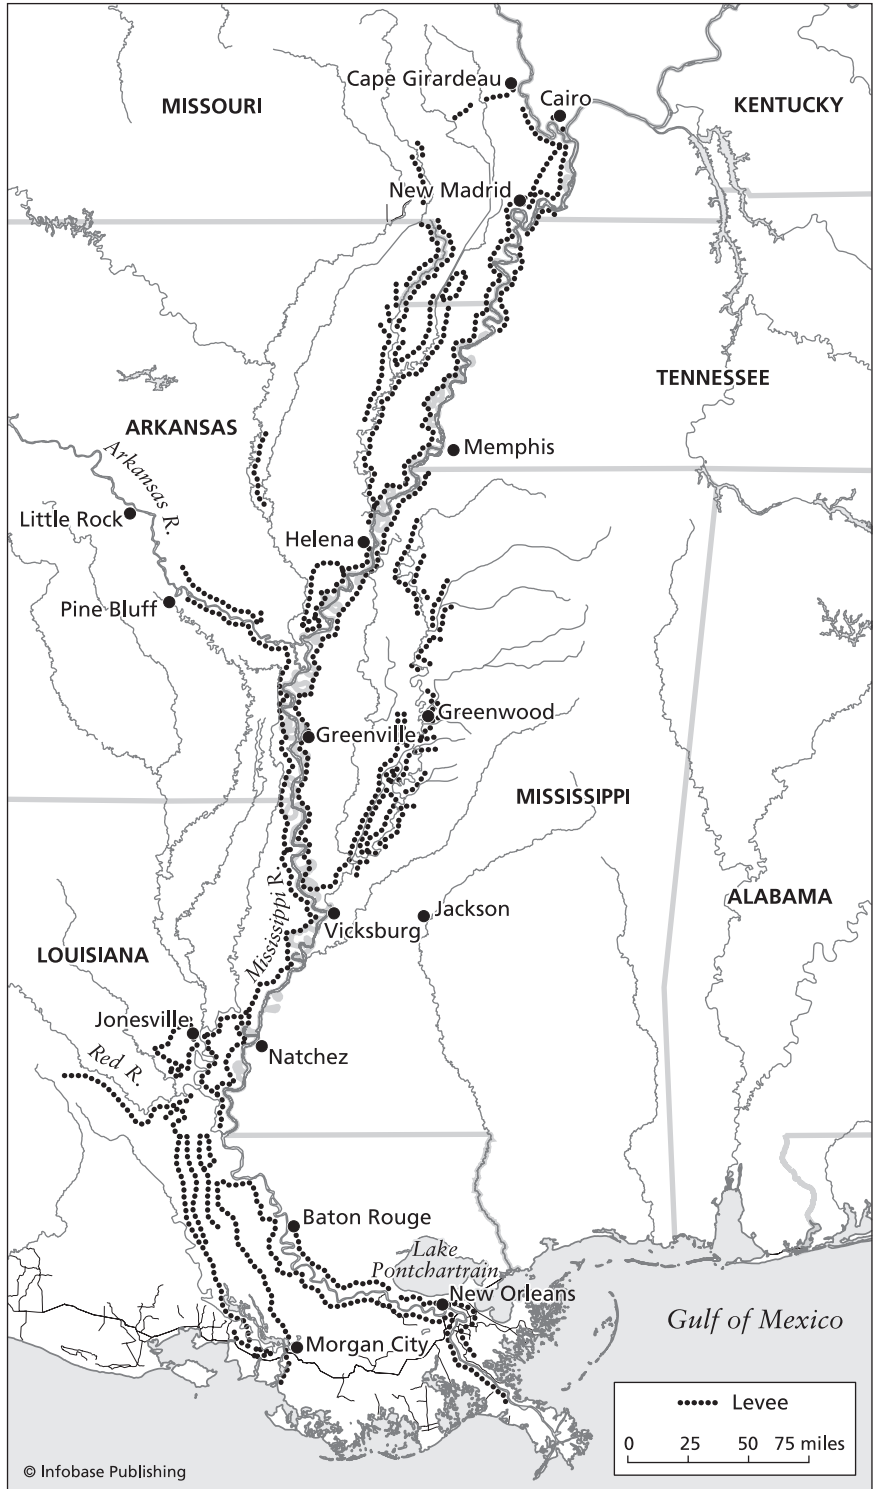 Cape Girardeau
MISSOURI
Cairo
KENTUCKY
New Madrid
TENNESSEE
ARKANSAS
Memphis
Arkansas R.
Little Rock
Helena
Pine Bluff
Greenwood
Greenville
MISSISSIPPI
ALABAMA
Mississippi R.
Jackson
Vicksburg
LOUISIANA
Jonesville
Red R.
Natchez
Baton Rouge
Lake
Pontchartrain
New Orleans
Gulf of Mexico
Morgan City
Levee
0 25 50 75 miles
© Infobase Publishing